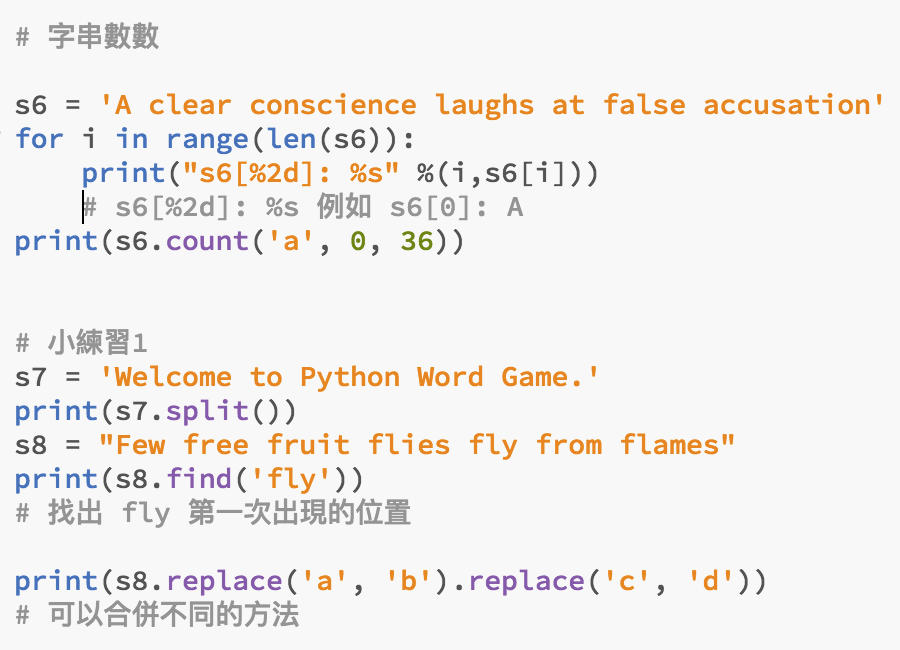 # 字串數數
s6 = 'A clear conscience laughs at false accusation'
for i in range(len(s6)):
    print("s6[%2d]: %s" %(i,s6[i]))
    # s6[%2d]: %s 例如 s6[0]: A
print(s6.count('a', 0, 36))
# 小練習1
s7 = 'Welcome to Python Word Game.'
print(s7.split())
s8 = "Few free fruit flies fly from flames"
print(s8.find('fly'))
# 找出 fly 第一次出現的位置
print(s8.replace('a', 'b').replace('c', 'd'))
# 可以合併不同的方法